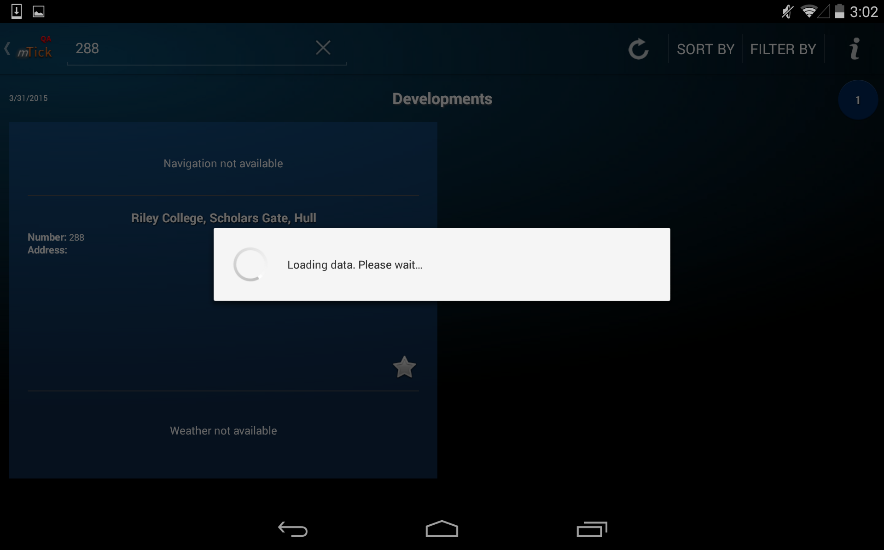 3:02
mTick
288
SORT BY
FILTER BY
3/31/2015
Developments
1
Navigation not available
Riley College, Scholars Gate, Hull
Number: 288
Address:
Loading data. Please wait...
Weather not available